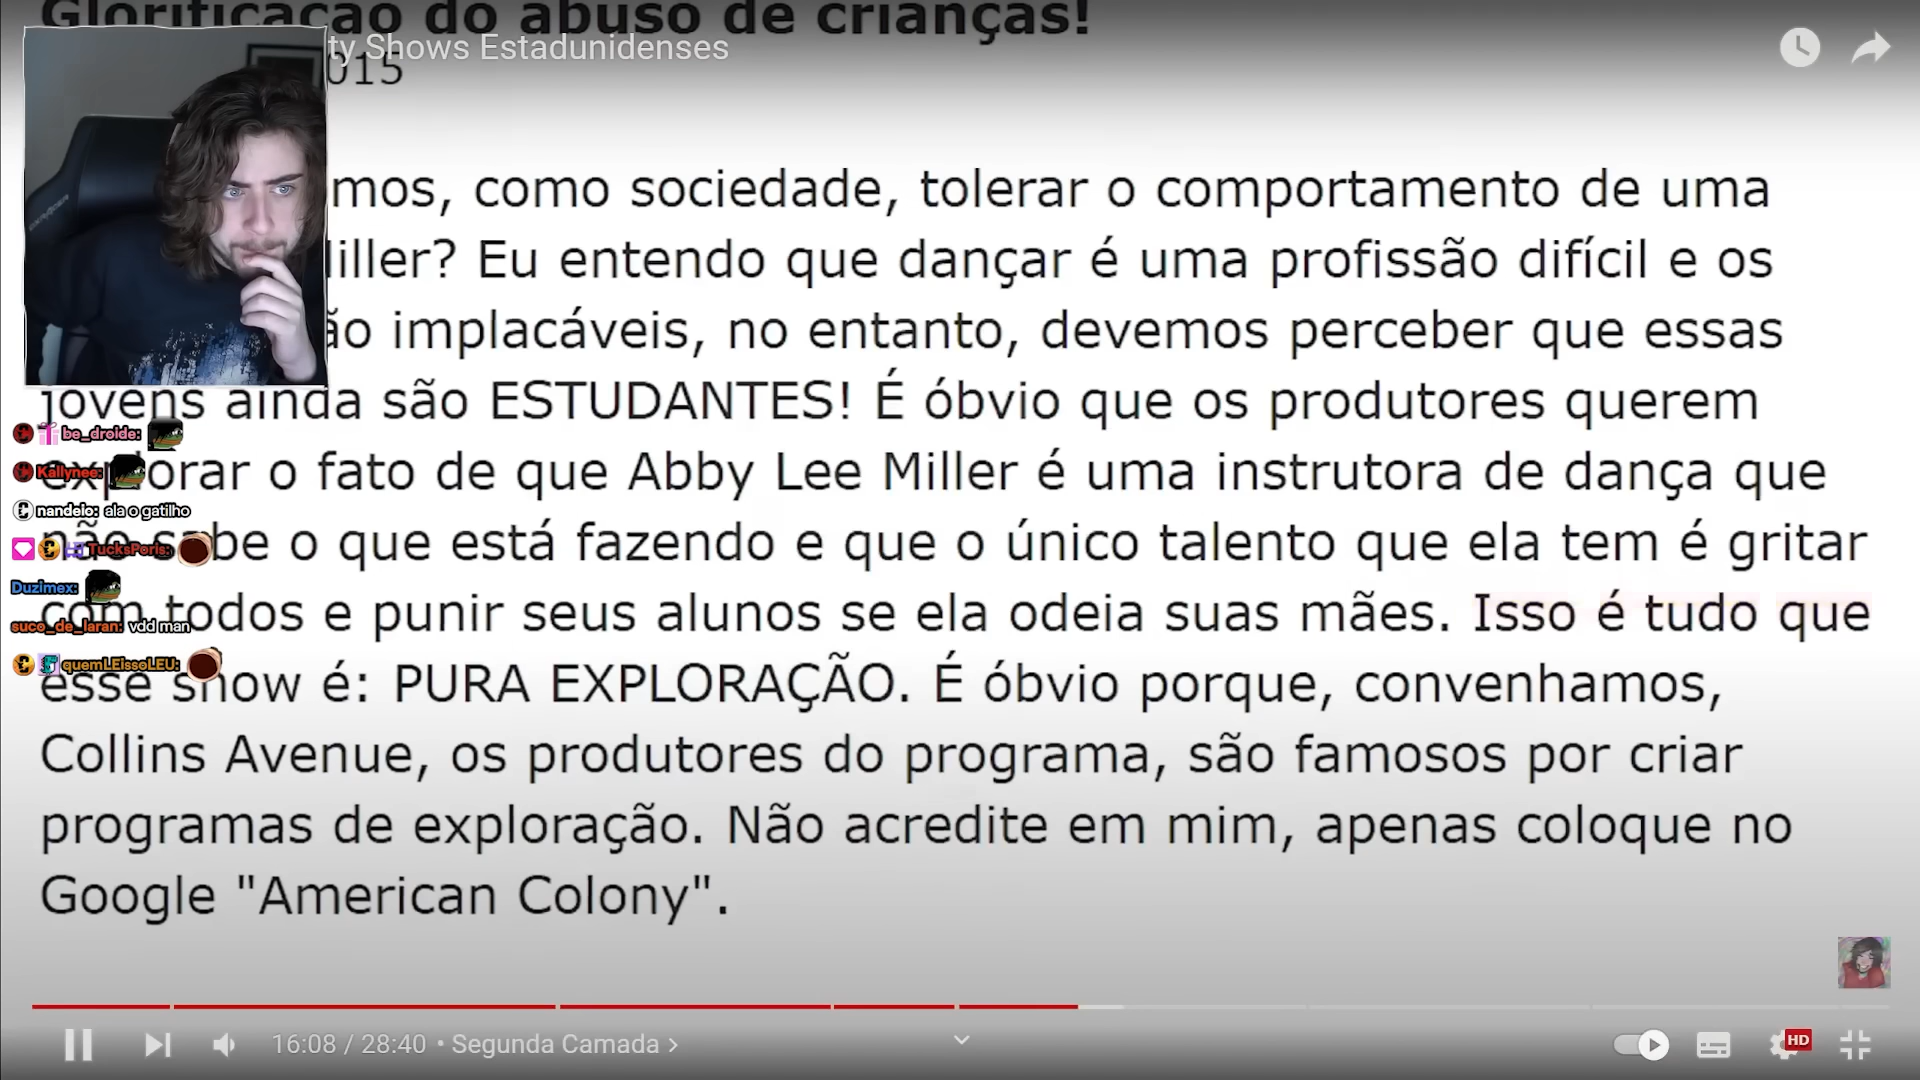 Glorificação do abuso de crianças!
ty Shows Estadunidenses
015
mos, como sociedade, tolerar o comportamento de uma
iller? Eu entendo que dançar é uma profissão difícil e os
ão implacáveis, no entanto, devemos perceber que essas
jovens ainda são ESTUDANTES! É óbvio que os produtores querem
be_droide:
explorar o fato de que Abby Lee Miller é uma instrutora de dança que
Kallynee:
nandeio: ala o gatilho
não sabe o que está fazendo e que o único talento que ela tem é gritar
TucksPoris:
Duzimex:
com todos e punir seus alunos se ela odeia suas mães. Isso é tudo que
suco_de_laran: vdd man
quemLEissoLEU:
esse show é: PURA EXPLORAÇÃO. É óbvio porque, convenhamos,
Collins Avenue, os produtores do programa, são famosos por criar
programas de exploração. Não acredite em mim, apenas coloque no
Google "American Colony".
16:08 / 28:40 • Segunda Camada >
HD